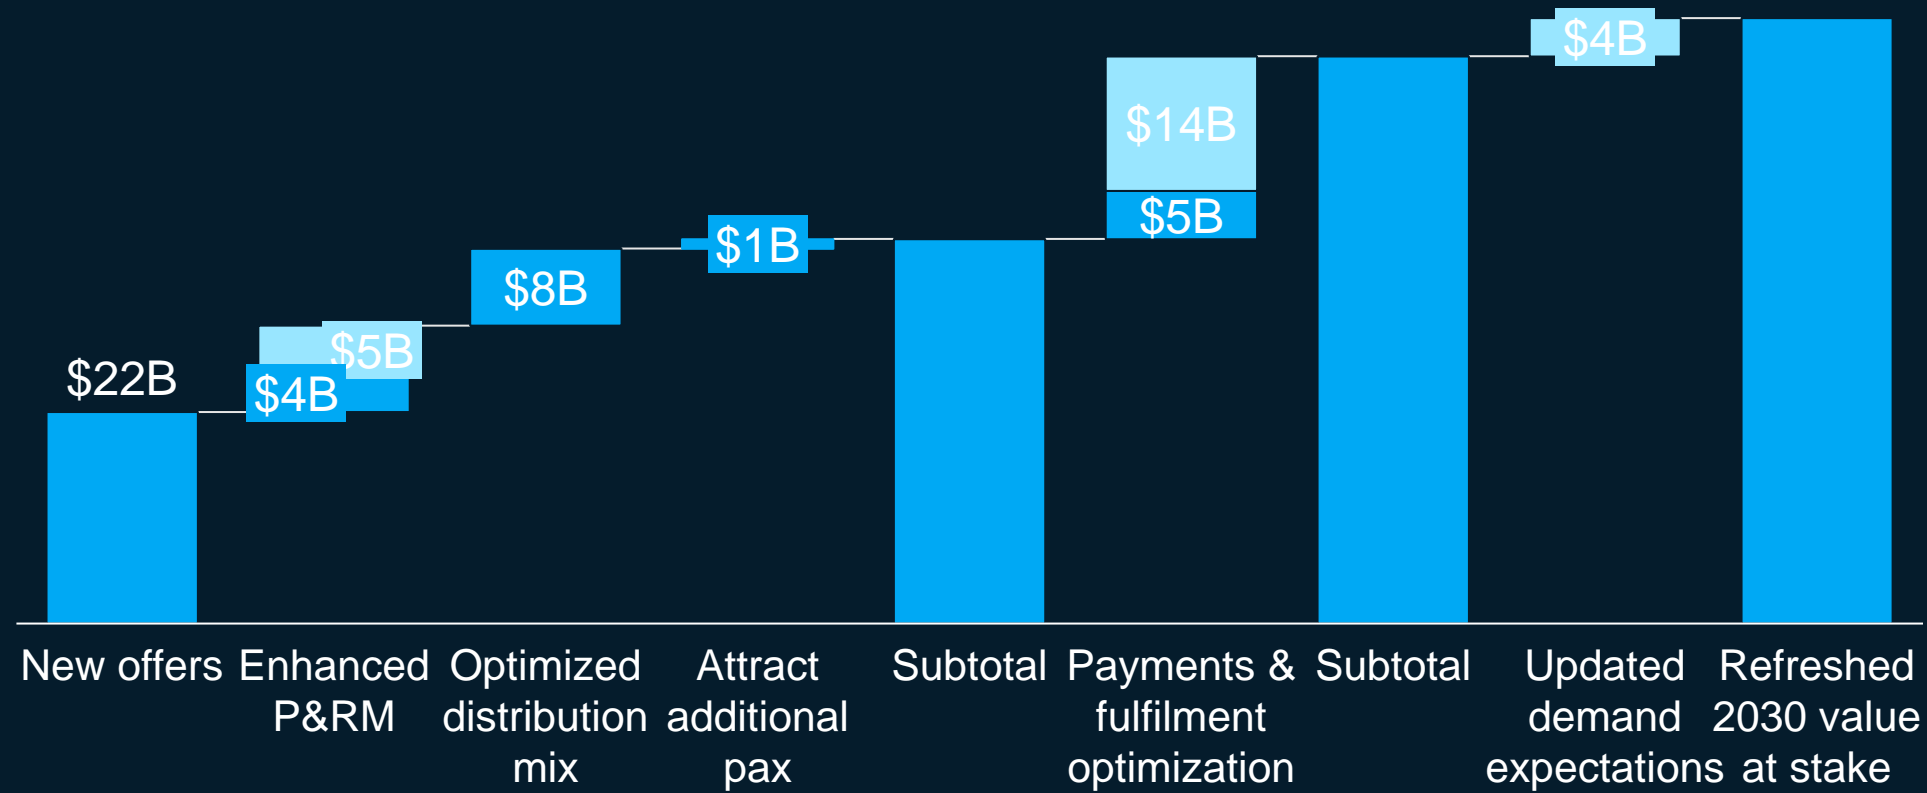 $4B
$14B
$5B
$1B
$8B
$5B
$22B
$4B
New offers
Enhanced
P&RM
Optimized
distribution
mix
Attract
additional
pax
Subtotal
Payments &
fulfilment
optimization
Subtotal
Updated
demand
expectations
Refreshed
2030 value
at stake